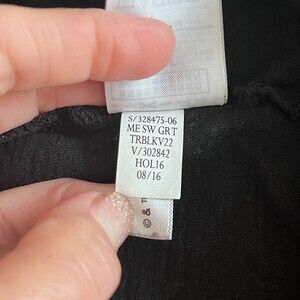 S/328475-06
ME SW GRT
TRBLKV22
V/302842
HOL16
08/16
© &